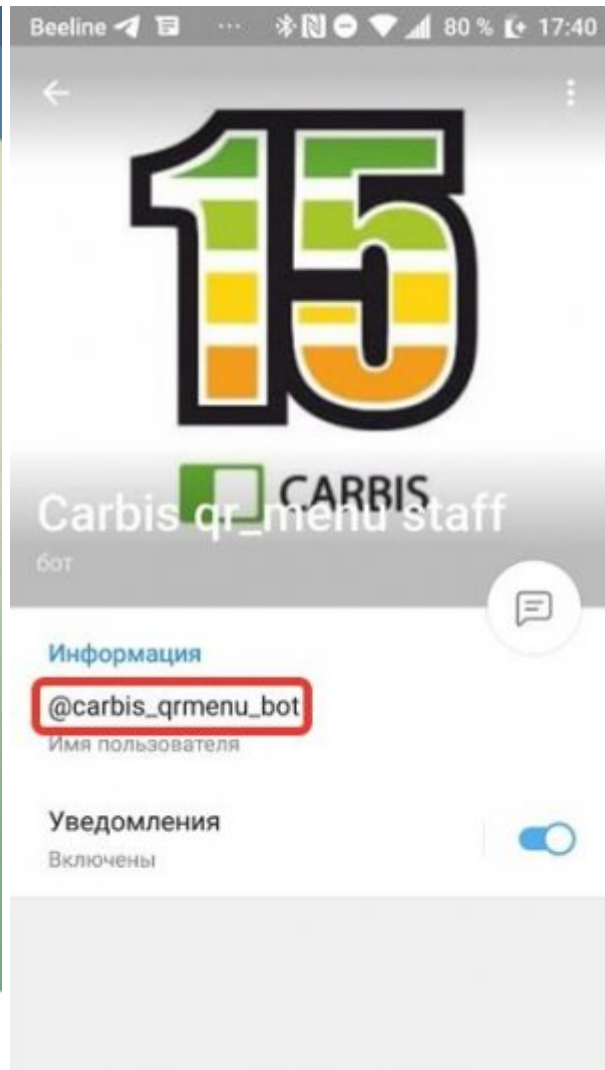 Beeline 80 % 17:40
15
CARBIS
Carbis qr_menu staff
бот
Информация
@carbis_qrmenu_bot
Имя пользователя
Уведомления
Включены